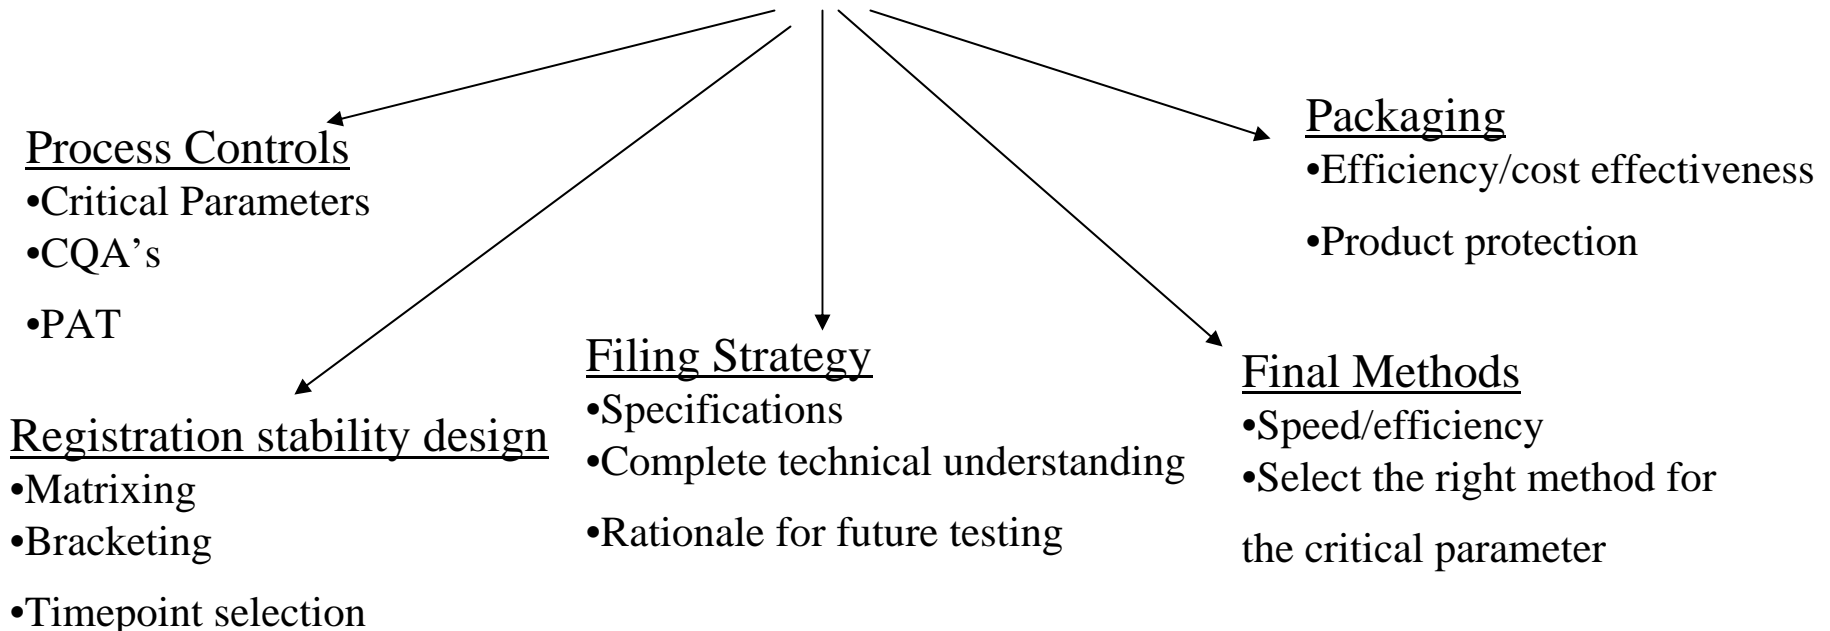 Process Controls
•Critical Parameters
•CQA’s
•PAT
Registration stability design
•Matrixing
•Bracketing
•Timepoint selection
Filing Strategy
•Specifications
•Complete technical understanding
•Rationale for future testing
Final Methods
•Speed/efficiency
•Select the right method for
the critical parameter
Packaging
•Efficiency/cost effectiveness
•Product protection